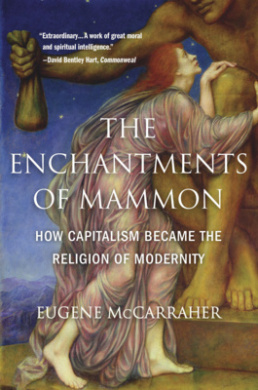 "Extraordinary...A work of great moral
and spiritual intelligence."
—David Bentley Hart, Commonweal
THE
ENCHANTMENTS
OF MAMMON
HOW CAPITALISM BECAME THE
RELIGION OF MODERNITY
EUGENE McCARRAHER